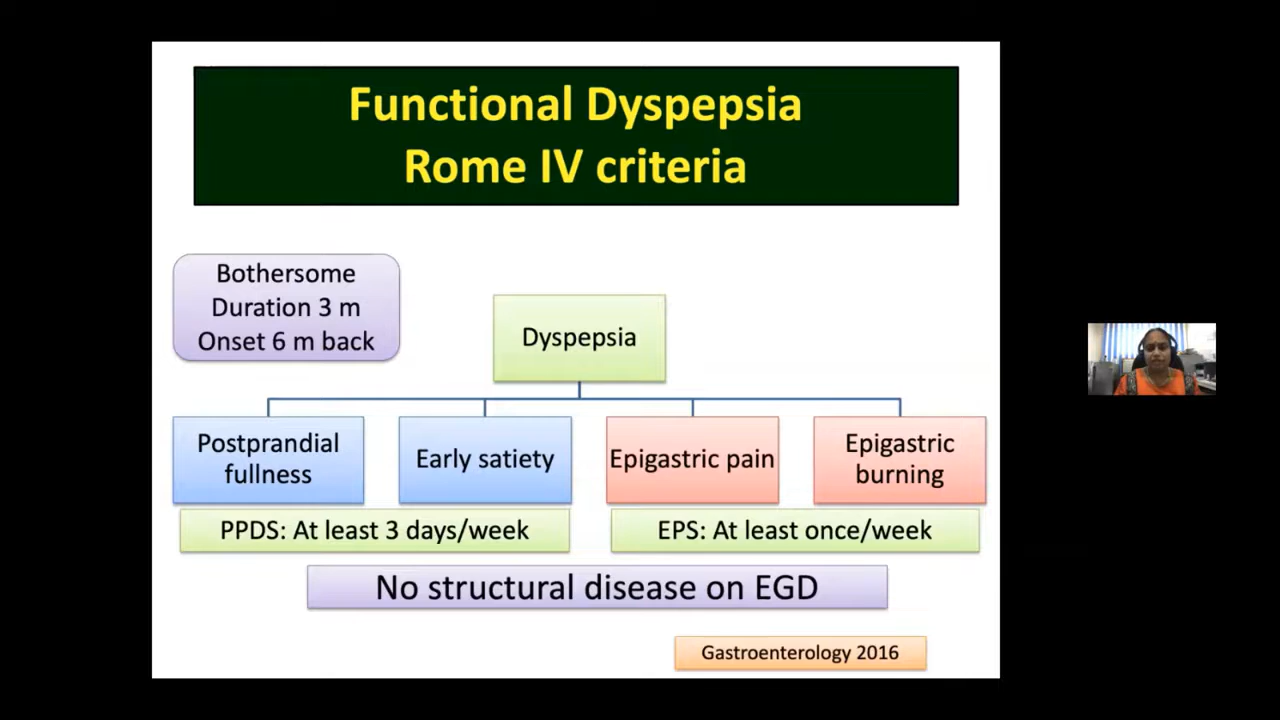 Functional Dyspepsia
Rome IV criteria
Bothersome
Duration 3 m
Onset 6 m back
Dyspepsia
Postprandial
fullness
Early satiety
Epigastric pain
Epigastric
burning
PPDS: At least 3 days/week
EPS: At least once/week
No structural disease on EGD
Gastroenterology 2016